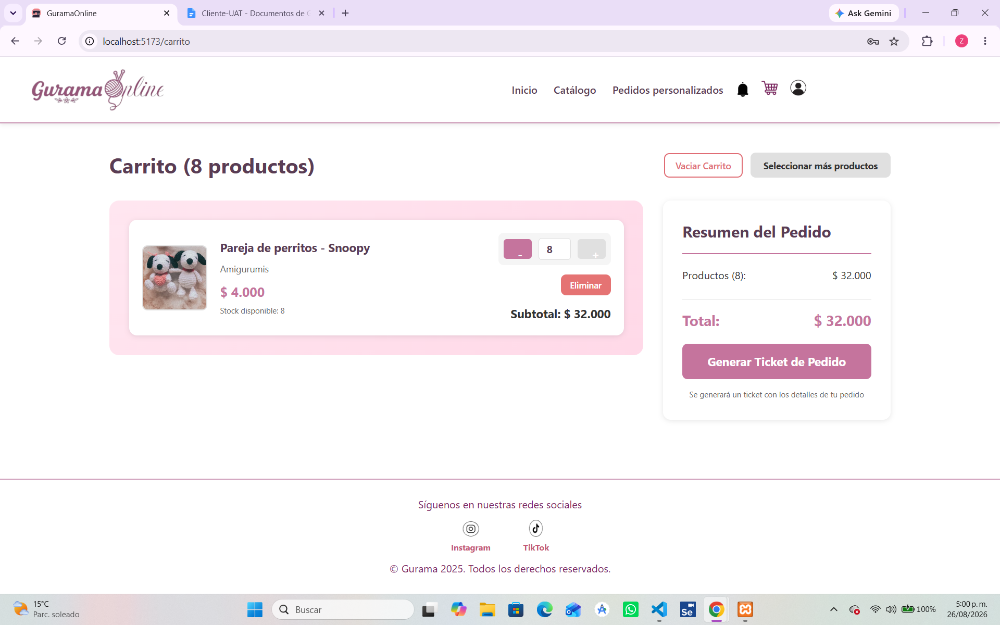 GuramaOnline
Cliente-UAT - Documentos de
Ask Gemini
localhost:5173/carrito
Z
GuramaOnline
Inicio
Catálogo
Pedidos personalizados
Carrito (8 productos)
Vaciar Carrito
Seleccionar más productos
Pareja de perritos - Snoopy
Amigurumis
$ 4.000
Stock disponible: 8
-
8
+
Eliminar
Subtotal: $ 32.000
Resumen del Pedido
Productos (8):
$ 32.000
Total:
$ 32.000
Generar Ticket de Pedido
Se generará un ticket con los detalles de tu pedido
Síguenos en nuestras redes sociales
Instagram
TikTok
© Gurama 2025. Todos los derechos reservados.
15°C
Parc. soleado
Buscar
Se
100%
5:00 p. m.
26/08/2026